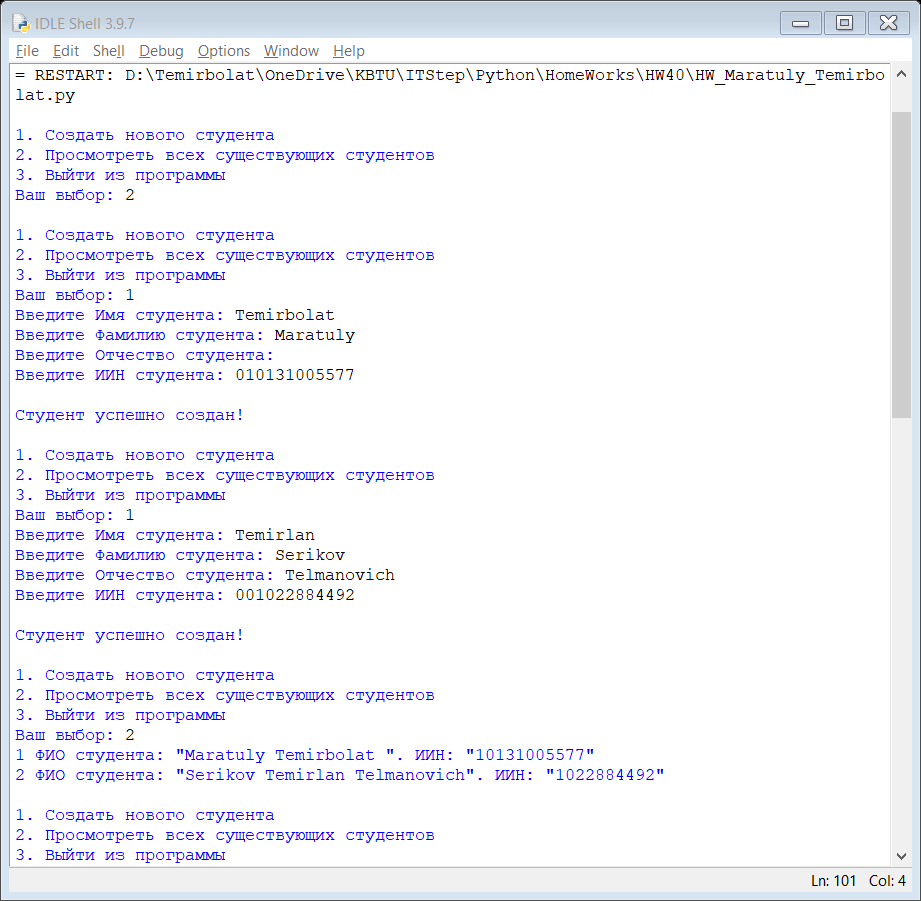 IDLE Shell 3.9.7
File Edit Shell Debug Options Window Help
= RESTART: D:\Temirbolat\OneDrive\KBTU\ITStep\Python\HomeWorks\HW40\HW_Maratuly_Temirbo
lat.py
1. Создать нового студента
2. Просмотреть всех существующих студентов
3. Выйти из программы
Ваш выбор: 2
1. Создать нового студента
2. Просмотреть всех существующих студентов
3. Выйти из программы
Ваш выбор: 1
Введите Имя студента: Temirbolat
Введите Фамилию студента: Maratuly
Введите Отчество студента:
Введите ИИН студента: 010131005577
Студент успешно создан!
1. Создать нового студента
2. Просмотреть всех существующих студентов
3. Выйти из программы
Ваш выбор: 1
Введите Имя студента: Temirlan
Введите Фамилию студента: Serikov
Введите Отчество студента: Telmanovich
Введите ИИН студента: 001022884492
Студент успешно создан!
1. Создать нового студента
2. Просмотреть всех существующих студентов
3. Выйти из программы
Ваш выбор: 2
1 ФИО студента: "Maratuly Temirbolat ". ИИН: "10131005577"
2 ФИО студента: "Serikov Temirlan Telmanovich". ИИН: "1022884492"
1. Создать нового студента
2. Просмотреть всех существующих студентов
3. Выйти из программы
Ln: 101 Col: 4